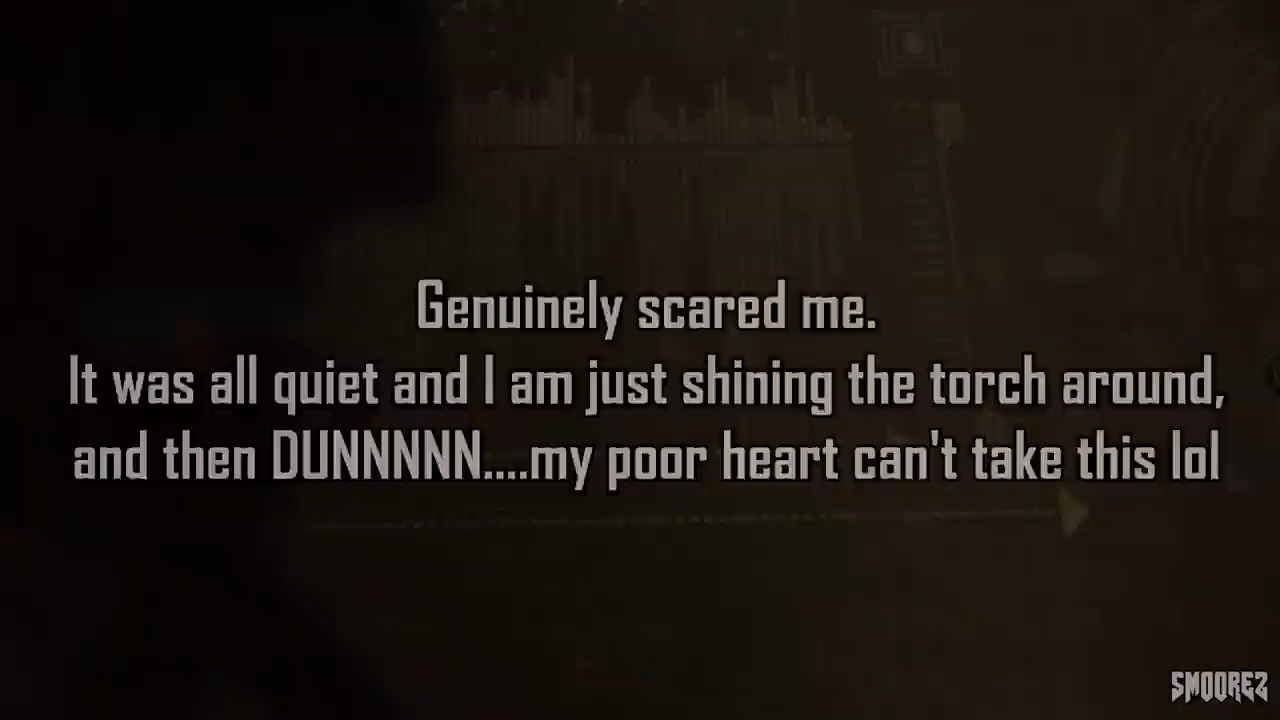 Genuinely scared me.
It was all quiet and I am just shining the torch around,
and then DUNNNNN....my poor heart can't take this lol
SMOOREZ